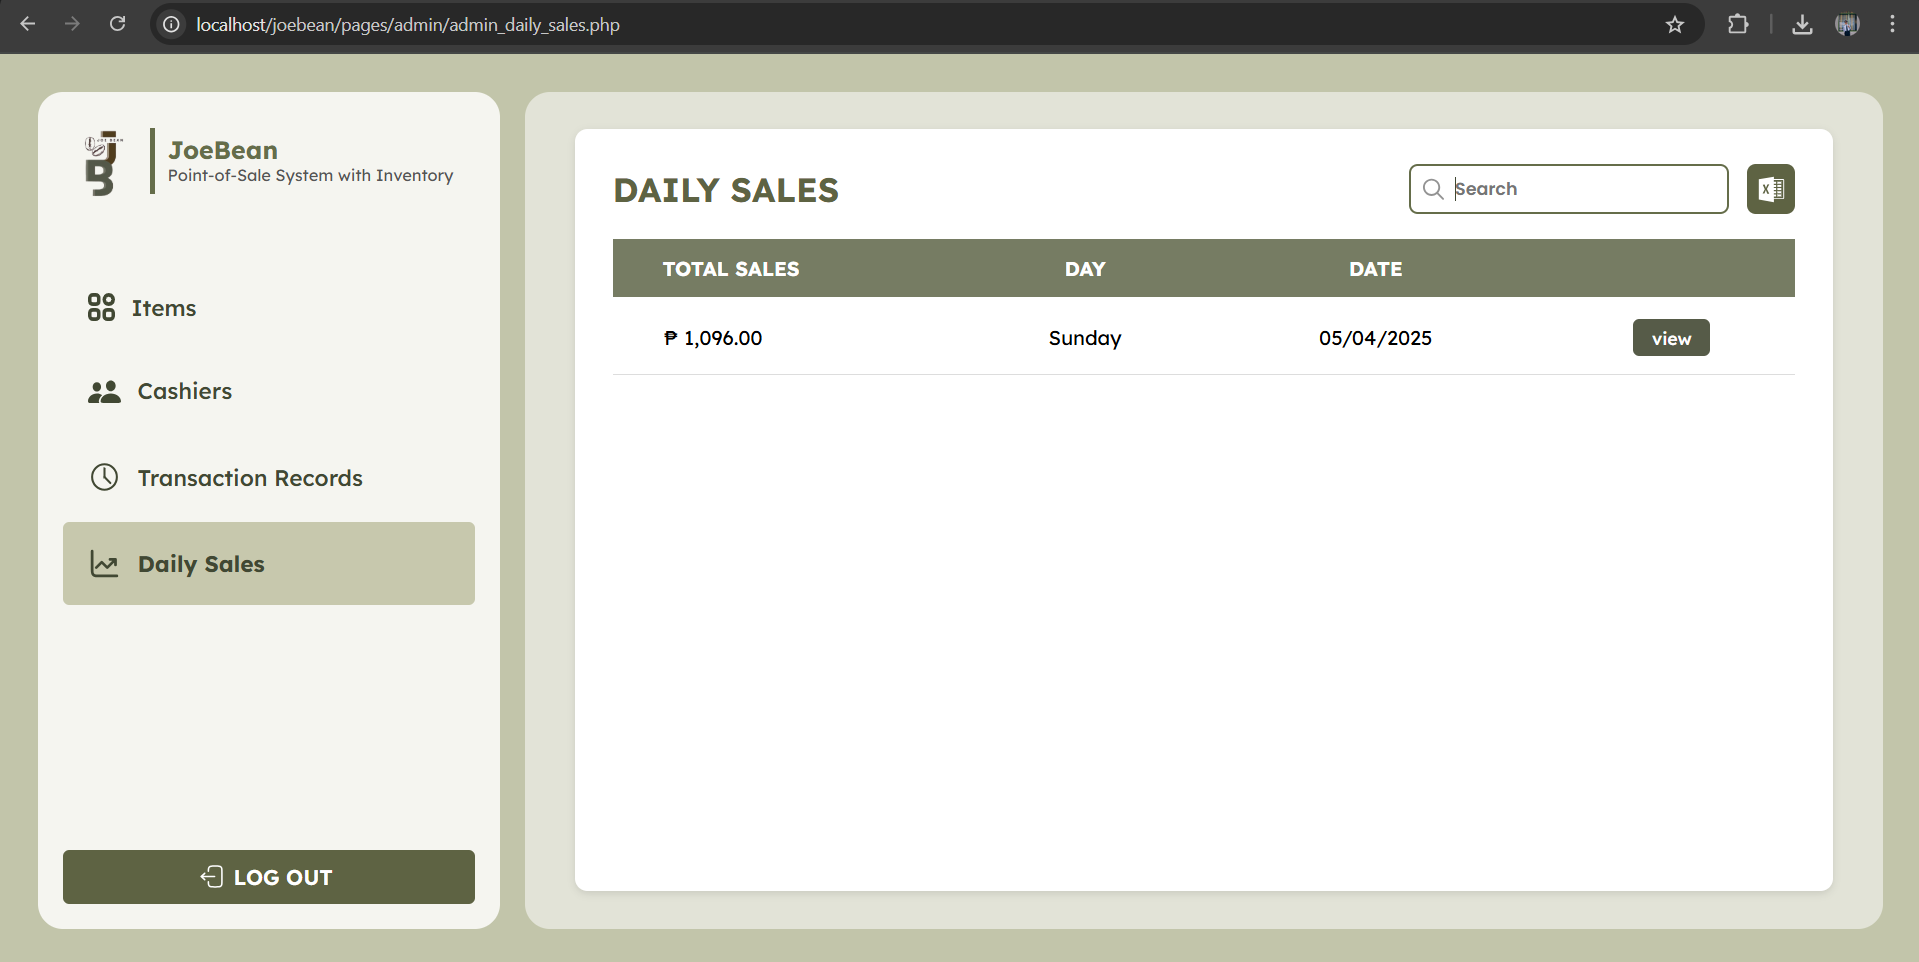 localhost/joebean/pages/admin/admin_daily_sales.php
JoeBean
Point-of-Sale System with Inventory
Items
Cashiers
Transaction Records
Daily Sales
LOG OUT
DAILY SALES
Search
TOTAL SALES DAY DATE
₱ 1,096.00 Sunday 05/04/2025 view